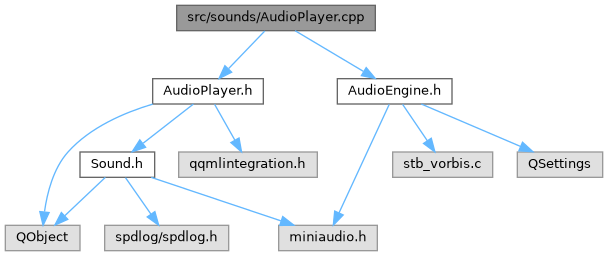 src/sounds/AudioPlayer.cpp
AudioPlayer.h
AudioEngine.h
Sound.h
qqmlintegration.h
stb_vorbis.c
QSettings
QObject
spdlog/spdlog.h
miniaudio.h